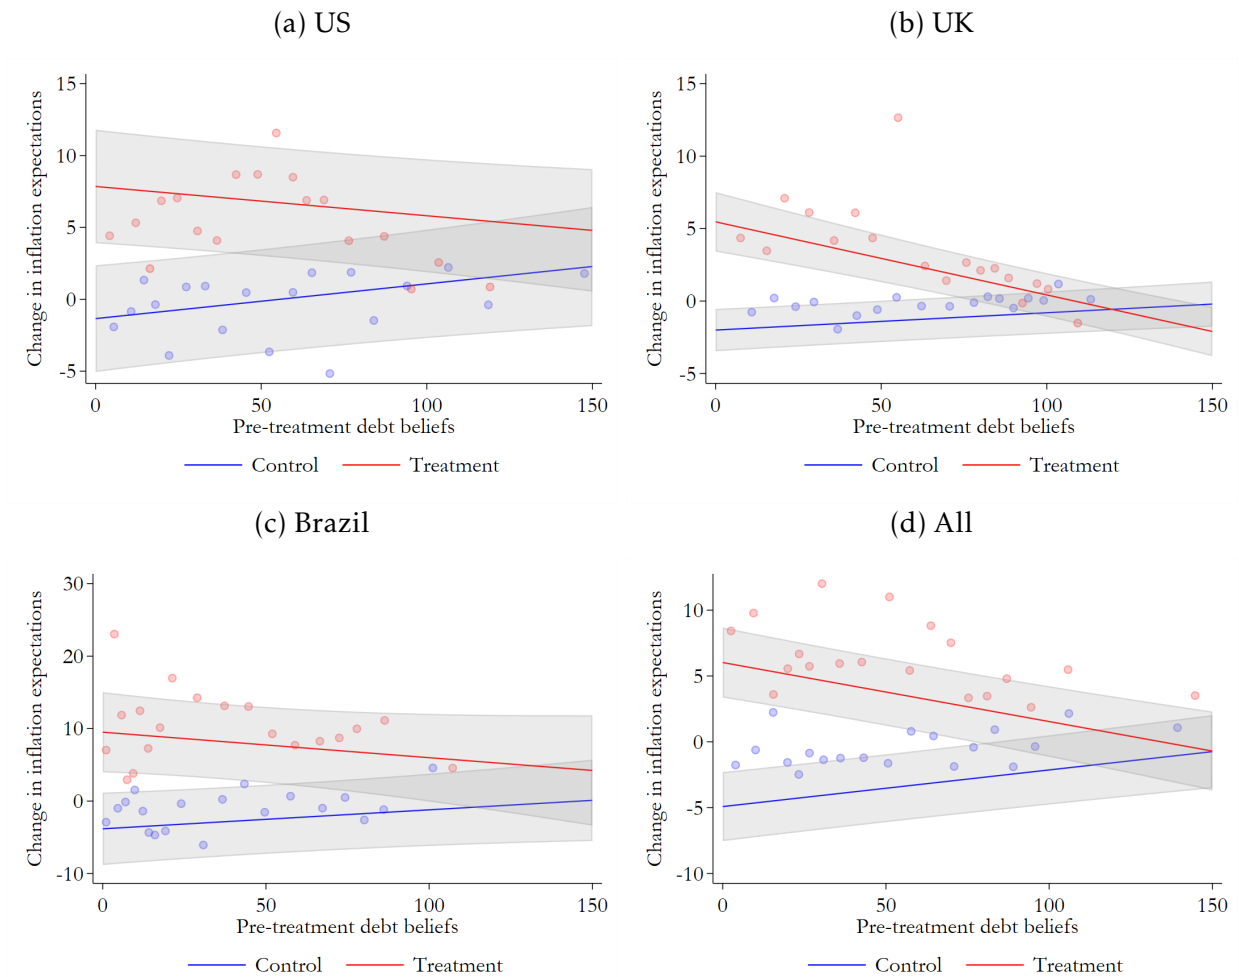 (a) US
(b) UK
Change in inflation expectations
15
10
5
0
-5
0 50 100 150
Pre-treatment debt beliefs
Control Treatment
Change in inflation expectations
15
10
5
0
-5
0 50 100 150
Pre-treatment debt beliefs
Control Treatment
(c) Brazil
(d) All
Change in inflation expectations
30
20
10
0
-10
0 50 100 150
Pre-treatment debt beliefs
Control Treatment
Change in inflation expectations
10
5
0
-5
-10
0 50 100 150
Pre-treatment debt beliefs
Control Treatment